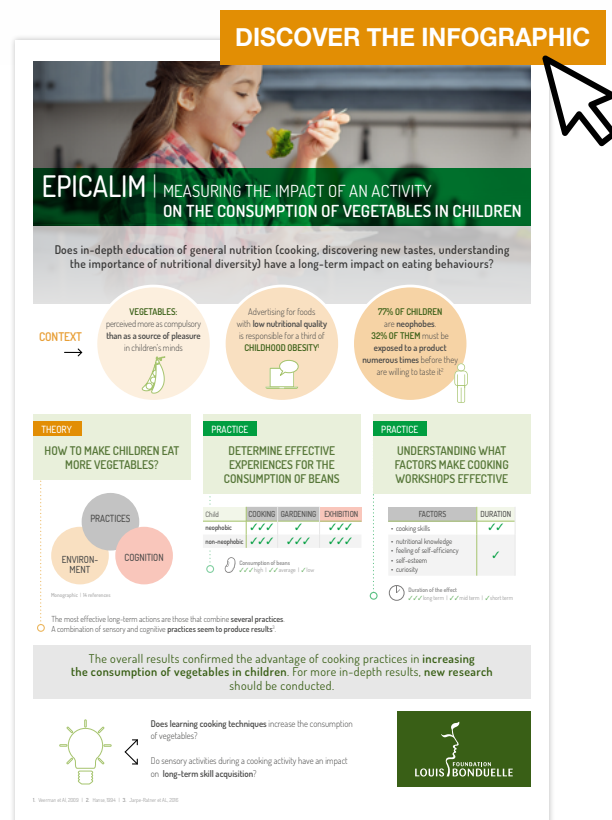 DISCOVER THE INFOGRAPHIC
EPICALIM | MEASURING THE IMPACT OF AN ACTIVITY
ON THE CONSUMPTION OF VEGETABLES IN CHILDREN
Does in-depth education of general nutrition (cooking, discovering new tastes, understanding
the importance of nutritional diversity) have a long-term impact on eating behaviours?
CONTEXT
VEGETABLES:
perceived more as compulsory
than as a source of pleasure
in children's minds
Advertising for foods
with low nutritional quality
is responsible for a third of
CHILDHOOD OBESITY¹
77% OF CHILDREN
are neophobes.
32% OF THEM must be
exposed to a product
numerous times before they
are willing to taste it²
THEORY
HOW TO MAKE CHILDREN EAT
MORE VEGETABLES?
PRACTICES
ENVIRON-
MENT
COGNITION
Monographic | 14 references
The most effective long-term actions are those that combine several practices.
A combination of sensory and cognitive practices seem to produce results³.
PRACTICE
DETERMINE EFFECTIVE
EXPERIENCES FOR THE
CONSUMPTION OF BEANS
Child COOKING GARDENING EXHIBITION
neophobic ✓✓✓ ✓ ✓✓✓
non-neophobic ✓✓✓ ✓✓✓ ✓✓✓
Consumption of beans:
✓✓✓ high | ✓✓ average | ✓ low
PRACTICE
UNDERSTANDING WHAT
FACTORS MAKE COOKING
WORKSHOPS EFFECTIVE
FACTORS DURATION
• cooking skills ✓✓
• nutritional knowledge
• feeling of self-efficiency
• self-esteem ✓
• curiosity
Duration of the effect
✓✓✓ long term | ✓✓ mid term | ✓ short term
The overall results confirmed the advantage of cooking practices in increasing
the consumption of vegetables in children. For more in-depth results, new research
should be conducted.
Does learning cooking techniques increase the consumption
of vegetables?
Do sensory activities during a cooking activity have an impact
on long-term skill acquisition?
FOUNDATION
LOUIS BONDUELLE